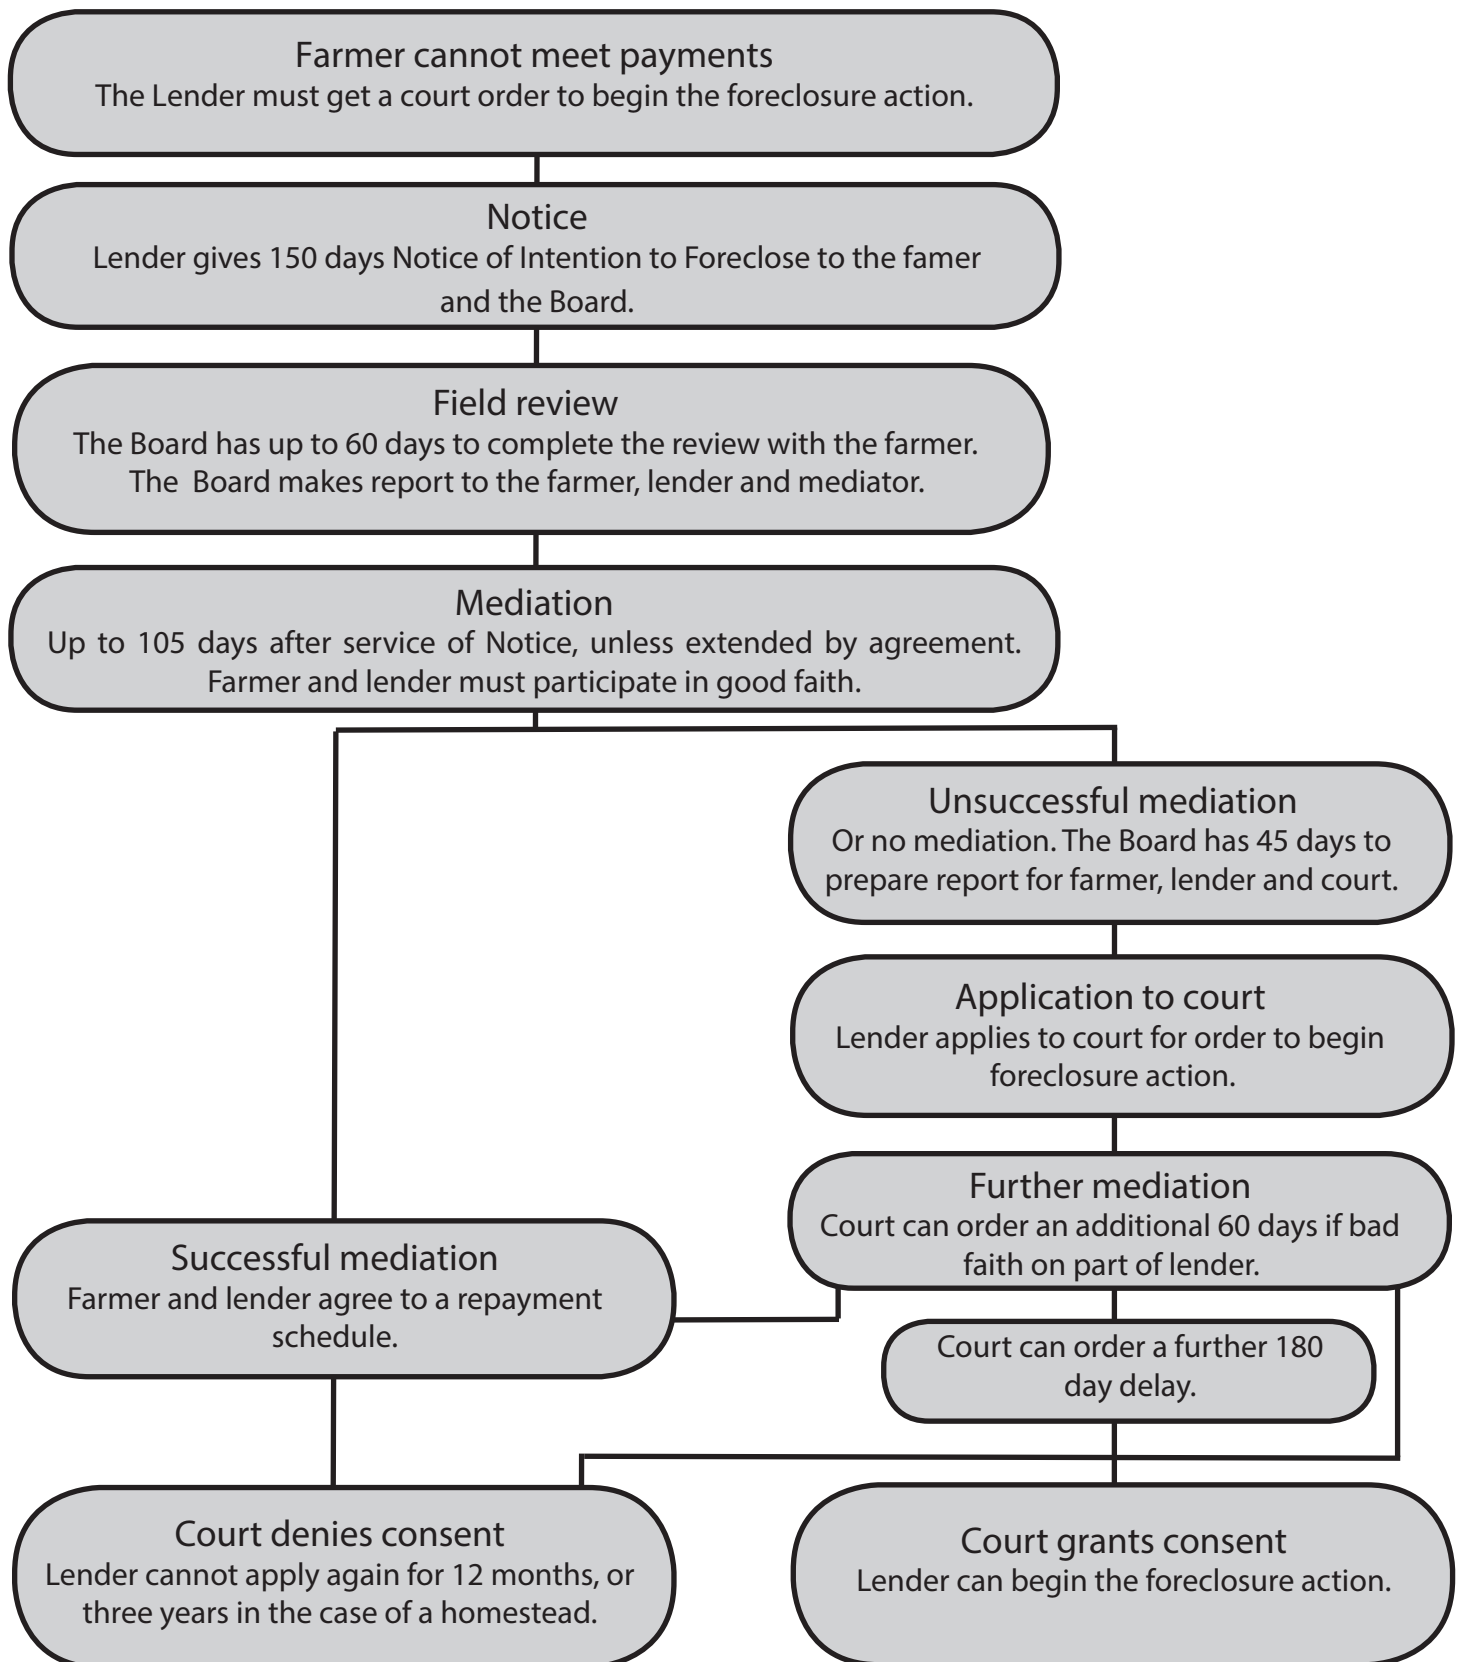 Farmer cannot meet payments
The Lender must get a court order to begin the foreclosure action.
Notice
Lender gives 150 days Notice of Intention to Foreclose to the famer
and the Board.
Field review
The Board has up to 60 days to complete the review with the farmer.
The Board makes report to the farmer, lender and mediator.
Mediation
Up to 105 days after service of Notice, unless extended by agreement.
Farmer and lender must participate in good faith.
Unsuccessful mediation
Or no mediation. The Board has 45 days to
prepare report for farmer, lender and court.
Application to court
Lender applies to court for order to begin
foreclosure action.
Further mediation
Court can order an additional 60 days if bad
faith on part of lender.
Successful mediation
Farmer and lender agree to a repayment
schedule.
Court can order a further 180
day delay.
Court denies consent
Lender cannot apply again for 12 months, or
three years in the case of a homestead.
Court grants consent
Lender can begin the foreclosure action.